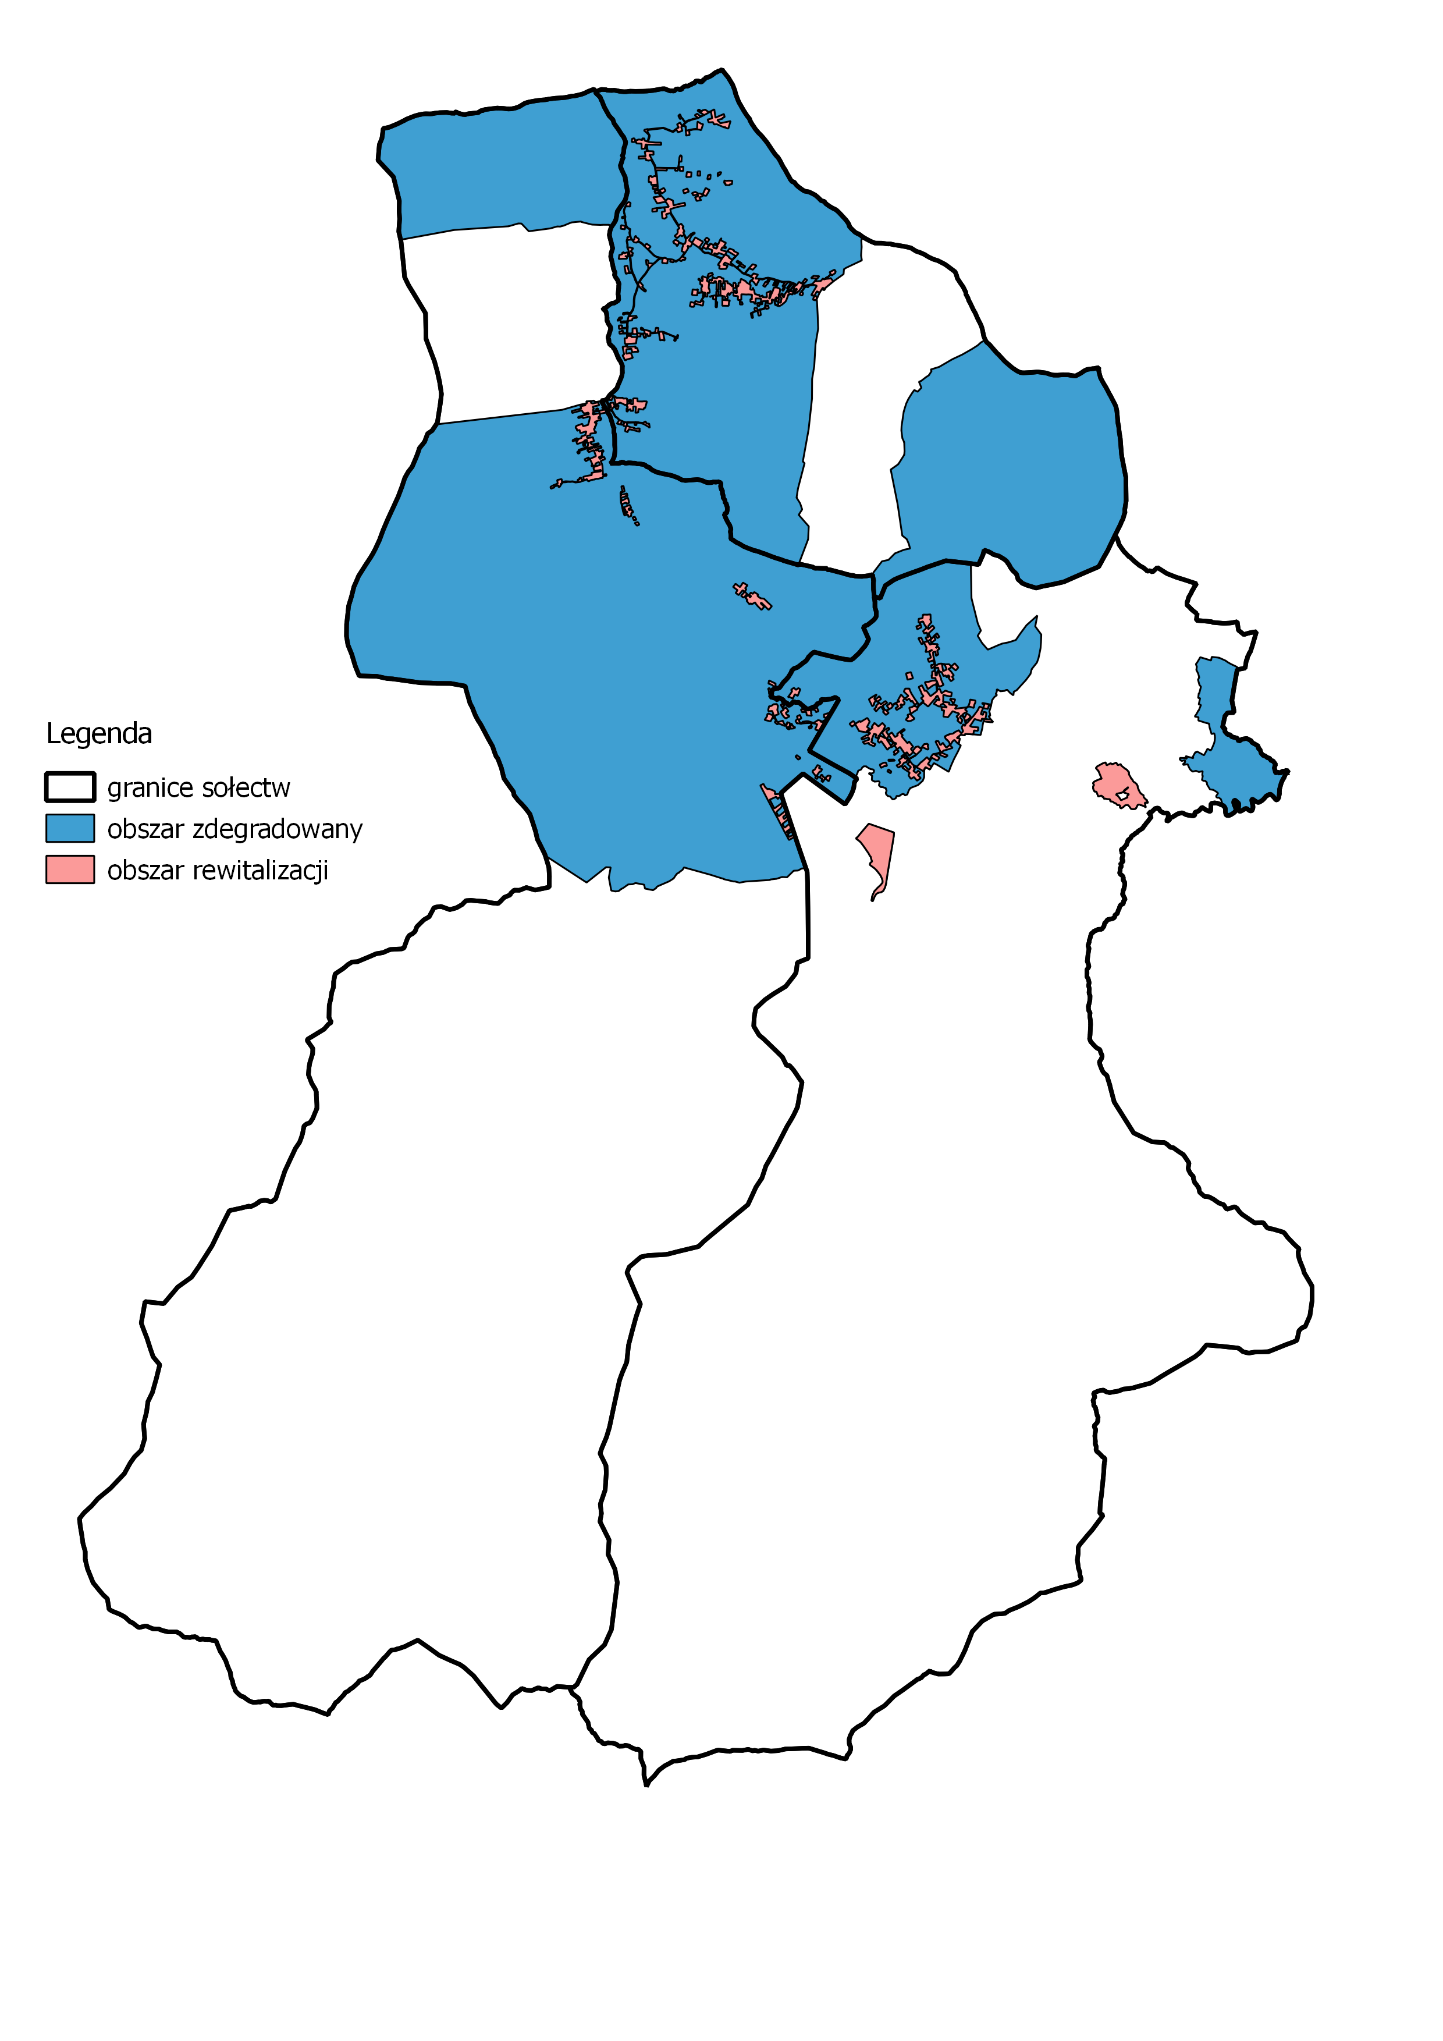 Legenda
granice sołectw
obszar zdegradowany
obszar rewitalizacji